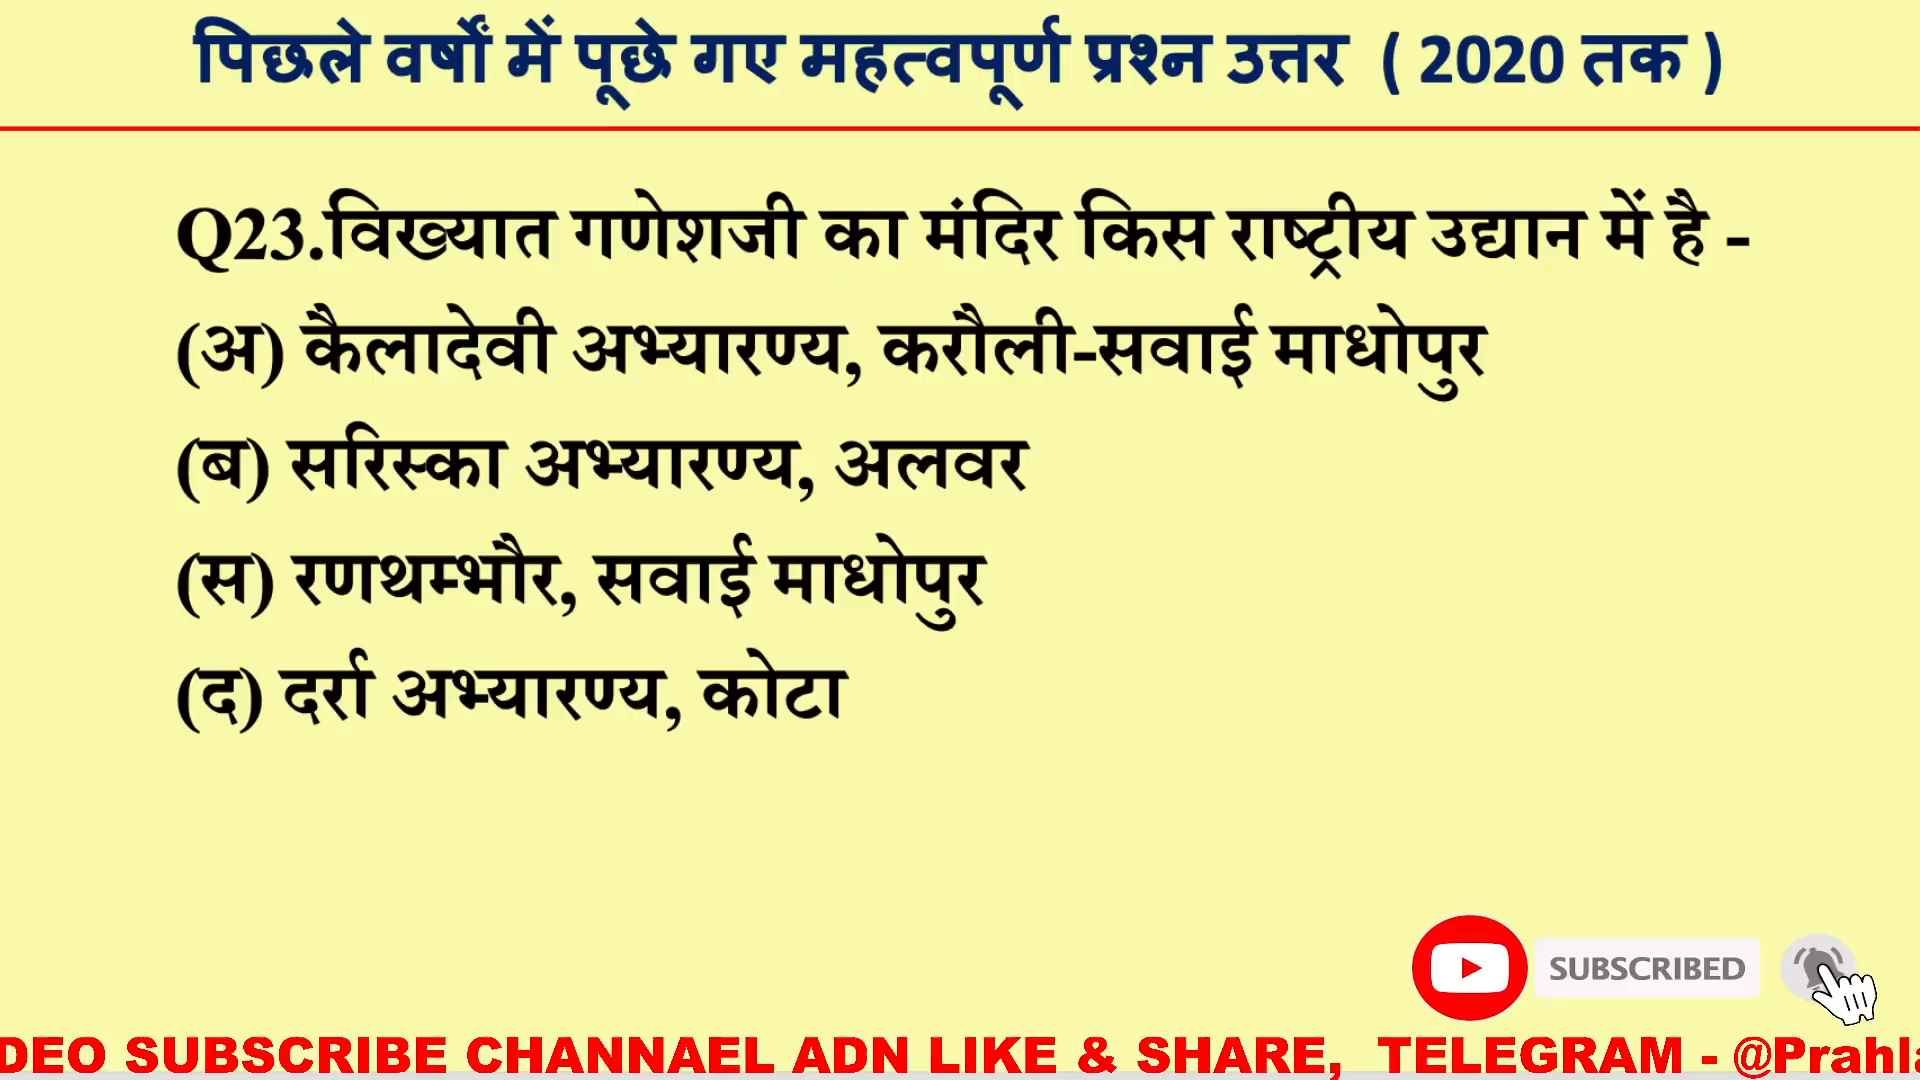 पिछले वर्षों में पूछे गए महत्वपूर्ण प्रश्न उत्तर ( 2020 तक )
Q23.विख्यात गणेशजी का मंदिर किस राष्ट्रीय उद्यान में है -
(अ) कैलादेवी अभ्यारण्य, करौली-सवाई माधोपुर
(ब) सरिस्का अभ्यारण्य, अलवर
(स) रणथम्भौर, सवाई माधोपुर
(द) दर्रा अभ्यारण्य, कोटा
SUBSCRIBED
DEO SUBSCRIBE CHANNAEL ADN LIKE & SHARE, TELEGRAM - @Prahla